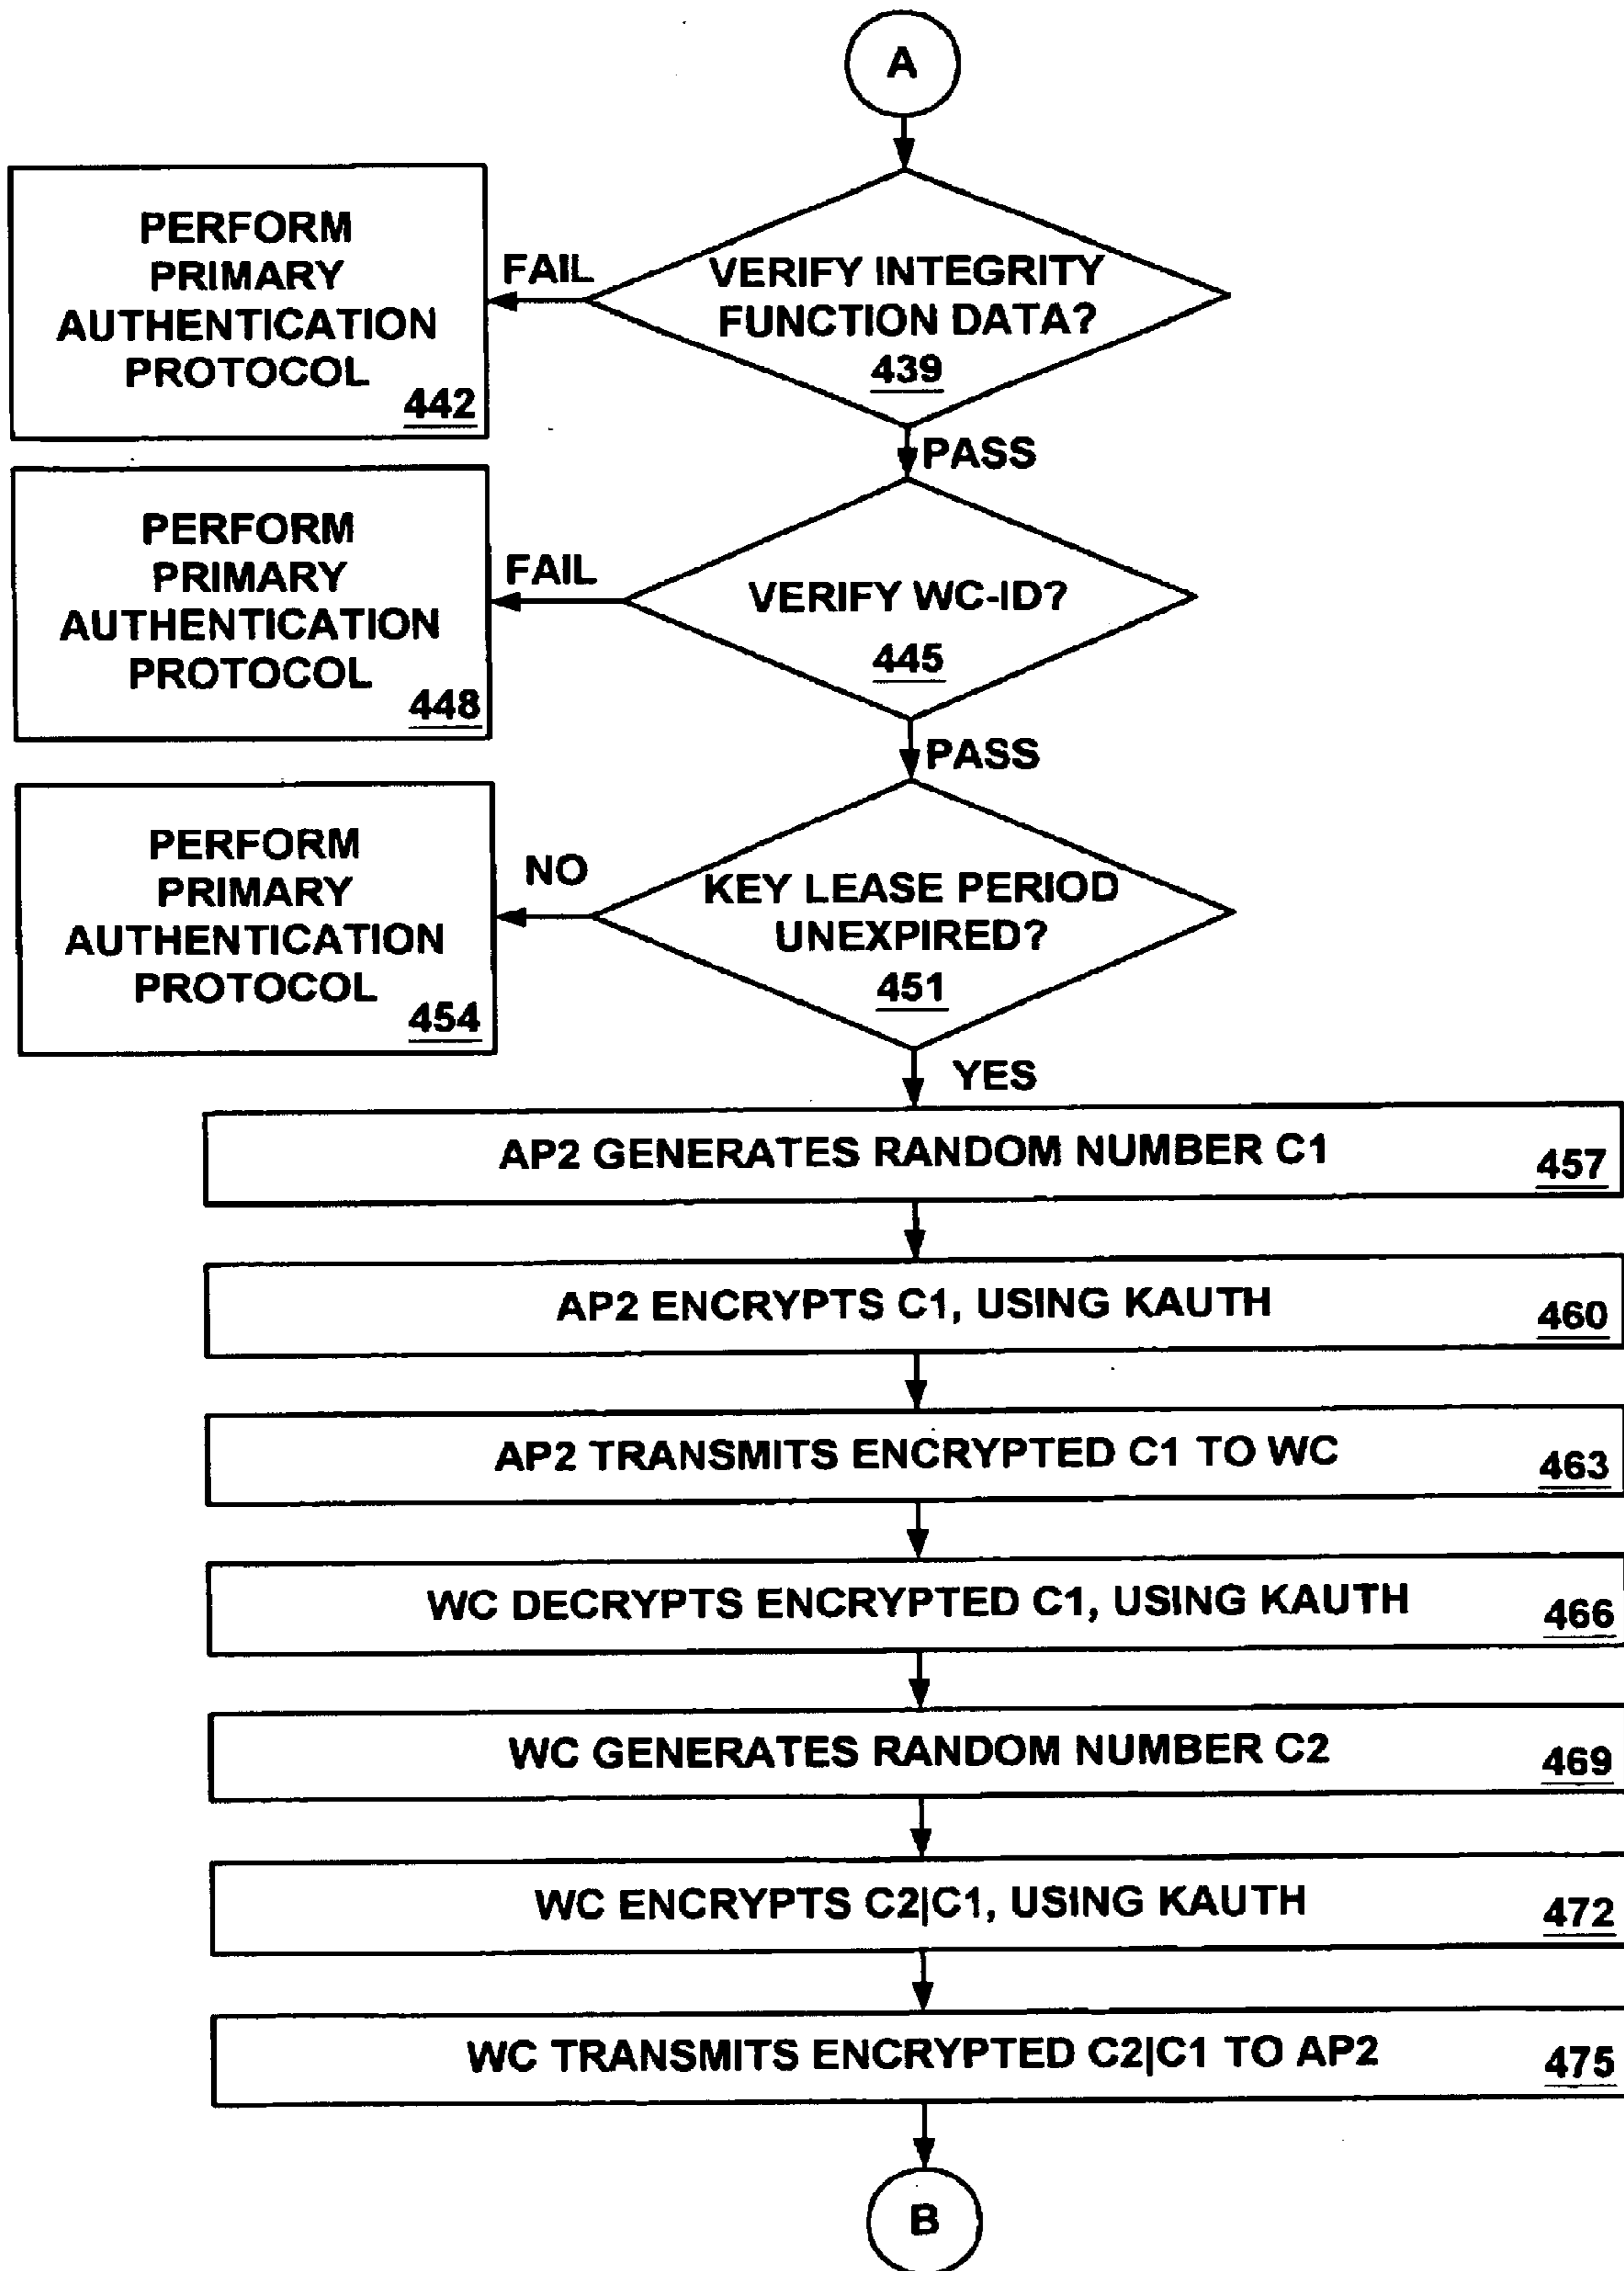 A
VERIFY INTEGRITY
FUNCTION DATA?
439
FAIL
PERFORM
PRIMARY
AUTHENTICATION
PROTOCOL
442
PASS
VERIFY WC-ID?
445
FAIL
PERFORM
PRIMARY
AUTHENTICATION
PROTOCOL
448
PASS
KEY LEASE PERIOD
UNEXPIRED?
451
NO
PERFORM
PRIMARY
AUTHENTICATION
PROTOCOL
454
YES
AP2 GENERATES RANDOM NUMBER C1 457
AP2 ENCRYPTS C1, USING KAUTH 460
AP2 TRANSMITS ENCRYPTED C1 TO WC 463
WC DECRYPTS ENCRYPTED C1, USING KAUTH 466
WC GENERATES RANDOM NUMBER C2 469
WC ENCRYPTS C2|C1, USING KAUTH 472
WC TRANSMITS ENCRYPTED C2|C1 TO AP2 475
B